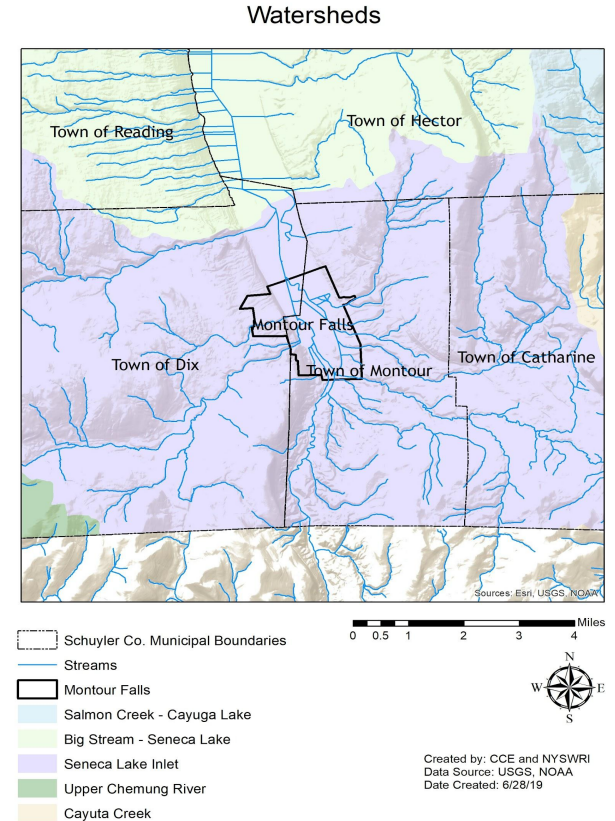 Watersheds
Town of Reading
Town of Hector
Montour Falls
Town of Dix
Town of Montour
Town of Catharine
Sources: Esri, USGS, NOAA
Schuyler Co. Municipal Boundaries
Streams
Montour Falls
Salmon Creek - Cayuga Lake
Big Stream - Seneca Lake
Seneca Lake Inlet
Upper Chemung River
Cayuta Creek
0 0.5 1 2 3 4 Miles
N
W E
S
Created by: CCE and NYSWRI
Data Source: USGS, NOAA
Date Created: 6/28/19